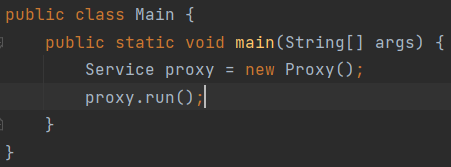 public class Main {
    public static void main(String[] args) {
        Service proxy = new Proxy();
        proxy.run();
    }
}